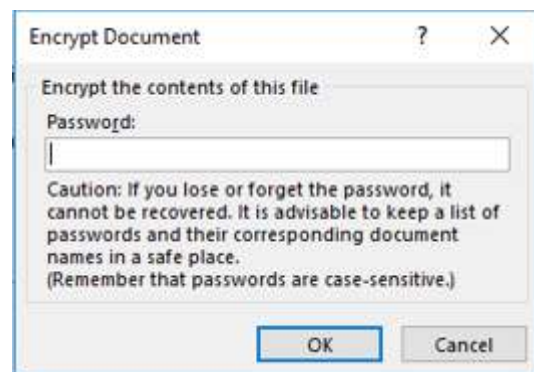 Encrypt Document ?
Encrypt the contents of this file
Password:
Caution: If you lose or forget the password, it
cannot be recovered. It is advisable to keep a list of
passwords and their corresponding document
names in a safe place.
(Remember that passwords are case-sensitive.)
OK Cancel